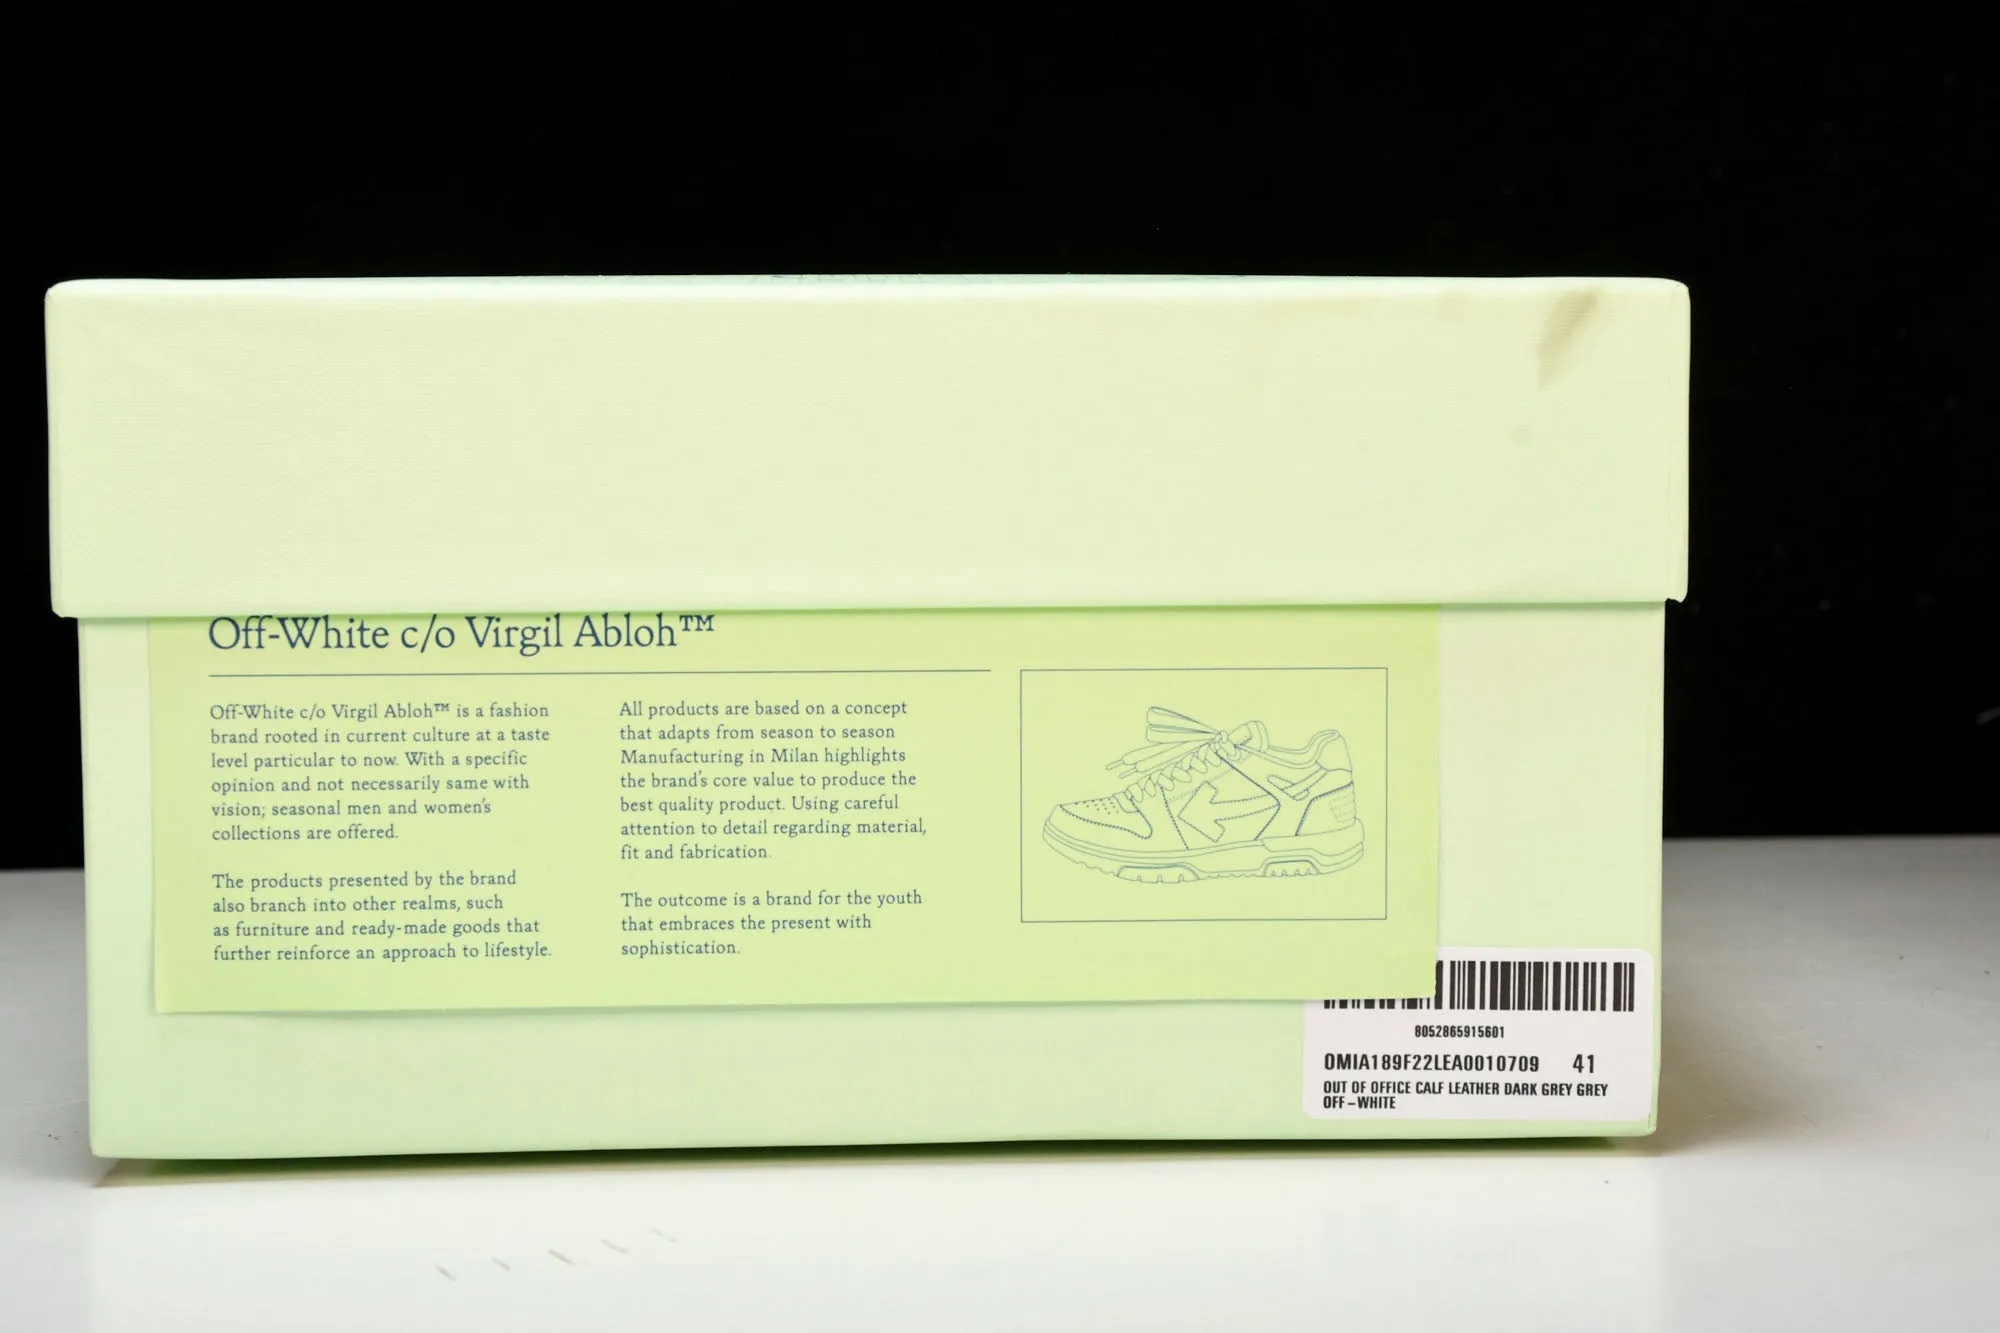 Off-White c/o Virgil Abloh™
Off-White c/o Virgil Abloh™ is a fashion
brand rooted in current culture at a taste
level particular to now. With a specific
opinion and not necessarily same with
vision; seasonal men and women's
collections are offered.
The products presented by the brand
also branch into other realms, such
as furniture and ready-made goods that
further reinforce an approach to lifestyle.
All products are based on a concept
that adapts from season to season
Manufacturing in Milan highlights
the brand's core value to produce the
best quality product. Using careful
attention to detail regarding material,
fit and fabrication.
The outcome is a brand for the youth
that embraces the present with
sophistication.
8052865915601
OMIA189F22LEA0010709 41
OUT OF OFFICE CALF LEATHER DARK GREY GREY
OFF-WHITE